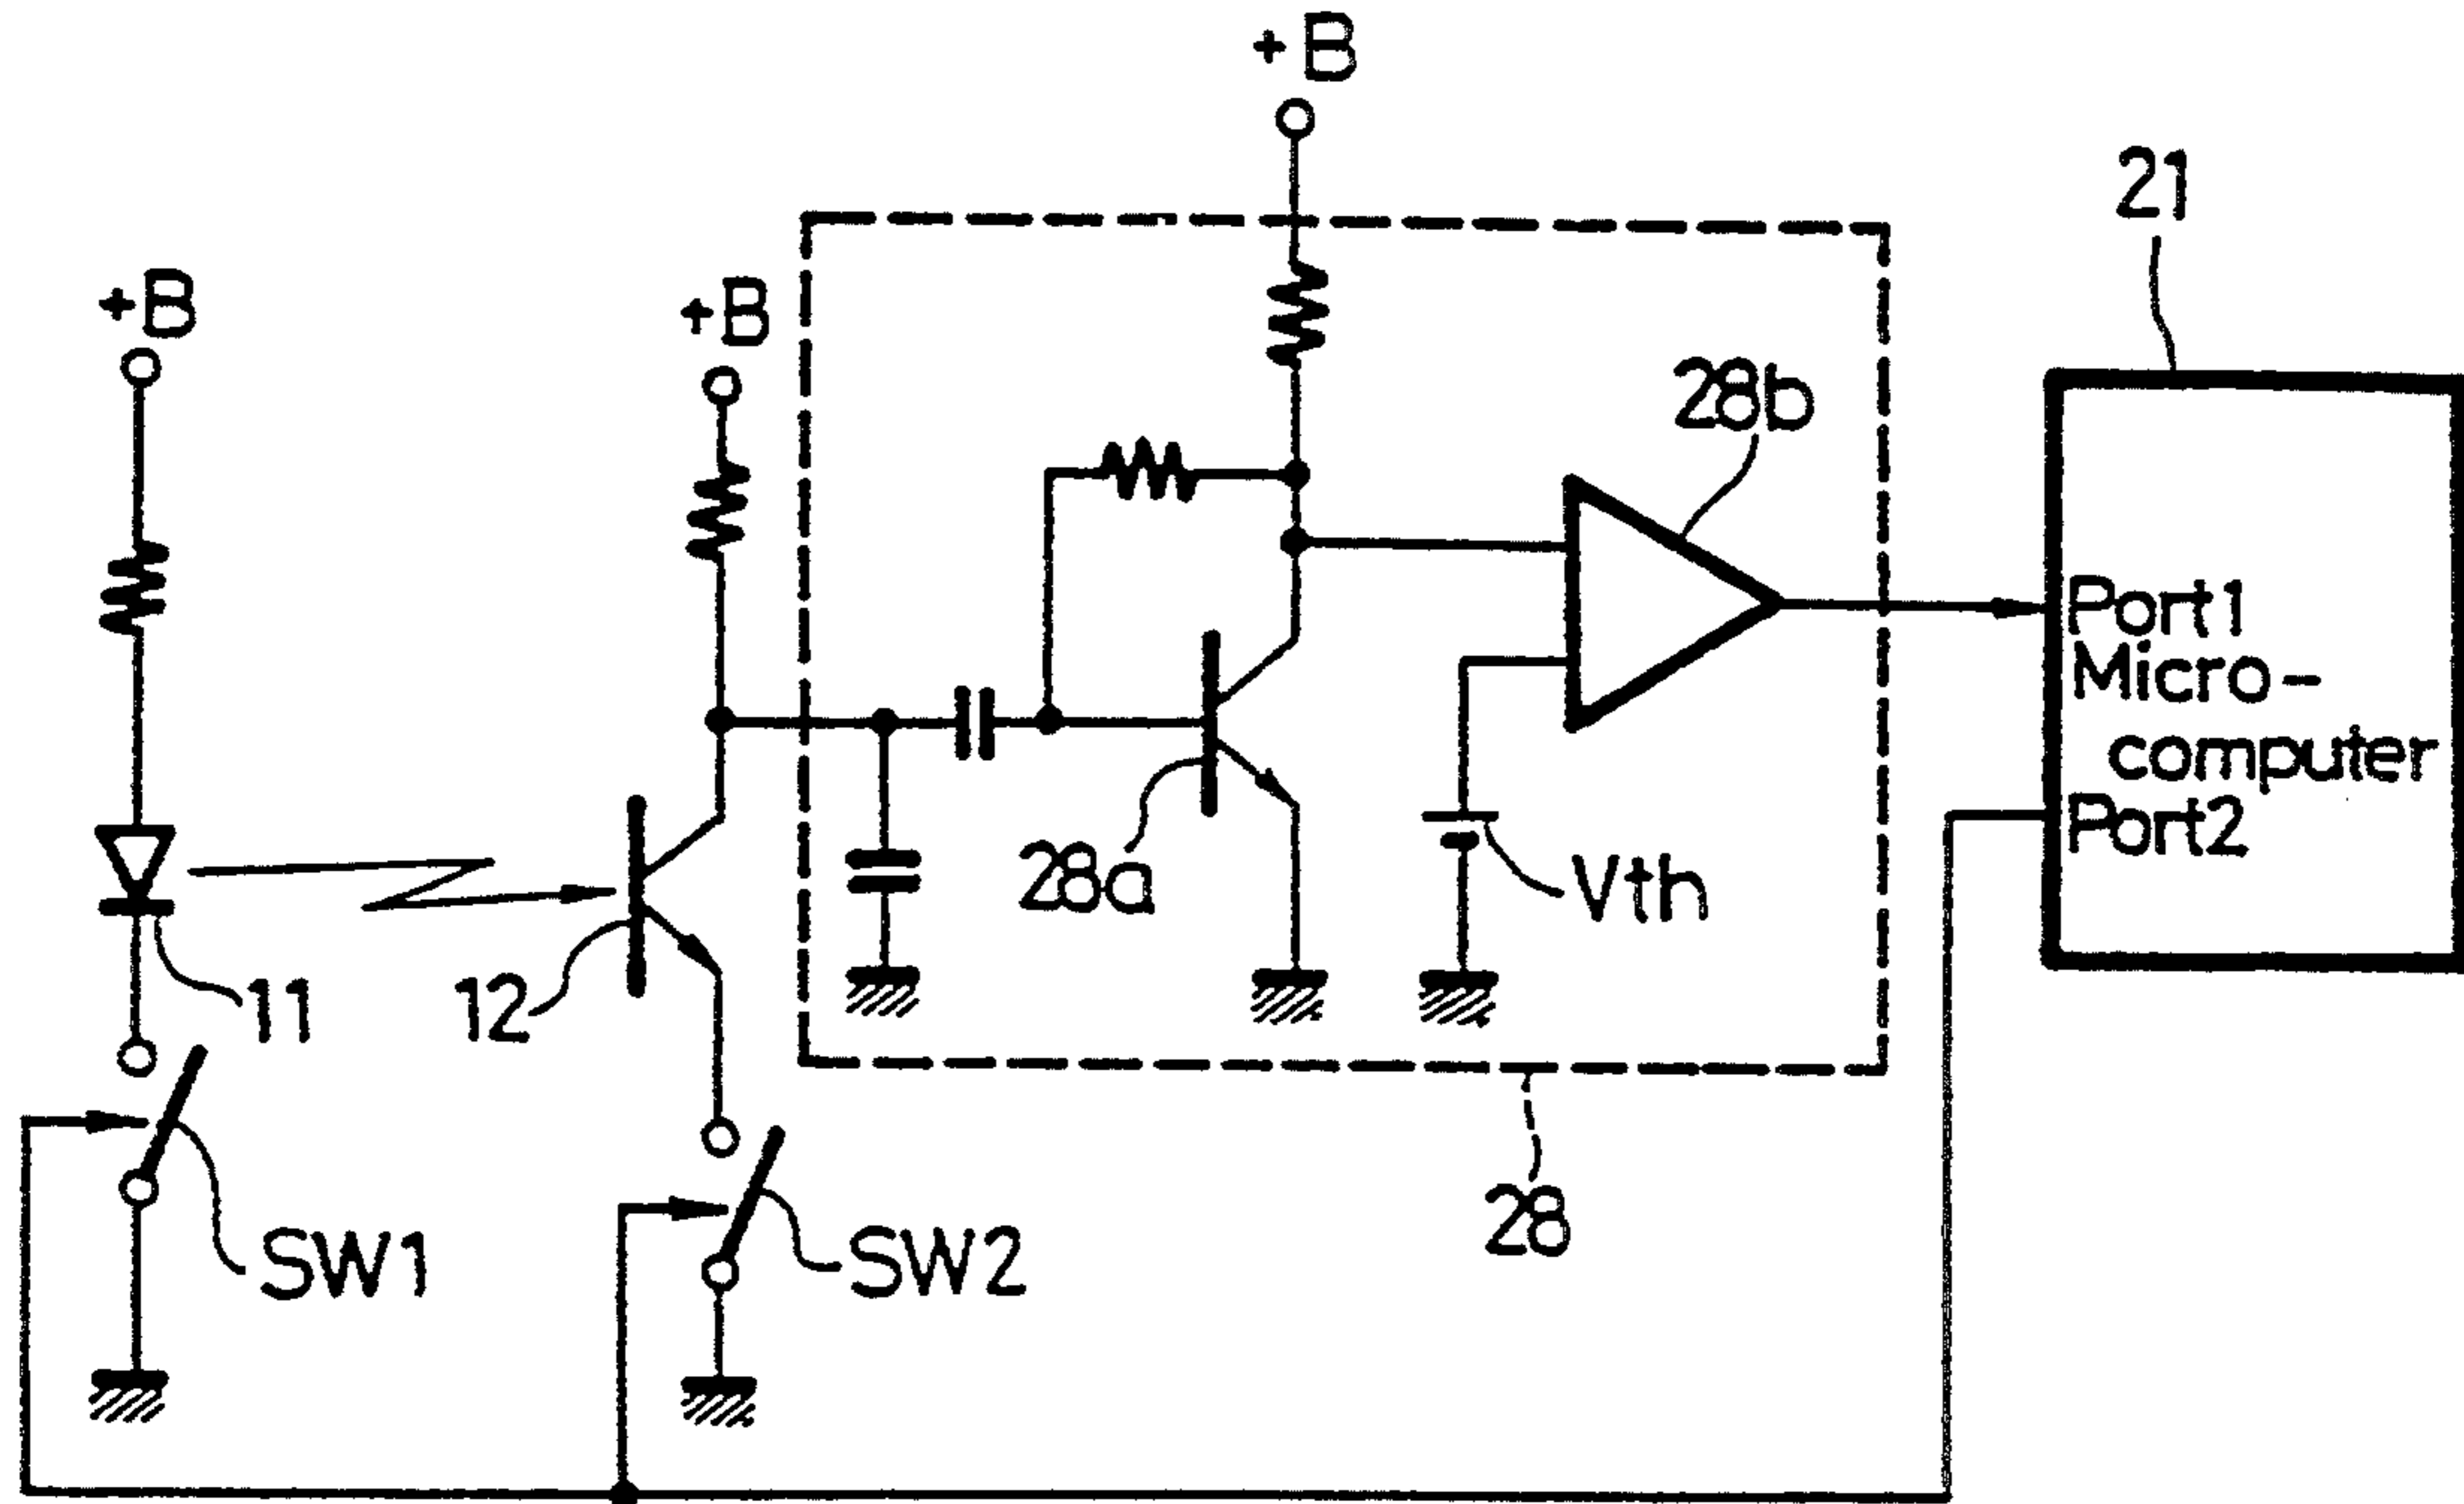 +B
21
+B
+B
28b
Port1
Micro-
computer
Port2
28a
Vth
11
12
28
SW1
SW2